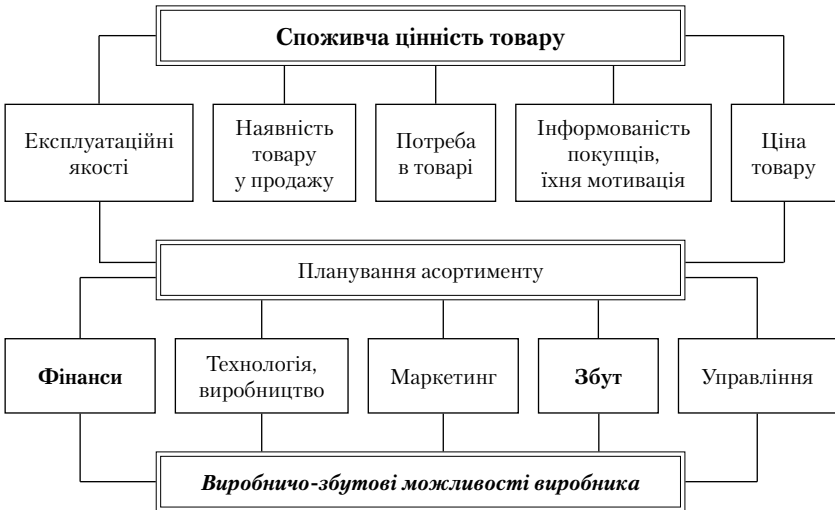 Споживча цінність товару
Експлуатаційні
якості
Наявність
товару
у продажу
Потреба
в товарі
Інформованість
покупців,
їхня мотивація
Ціна
товару
Планування асортименту
Фінанси
Технологія,
виробництво
Маркетинг
Збут
Управління
Виробничо-збутові можливості виробника